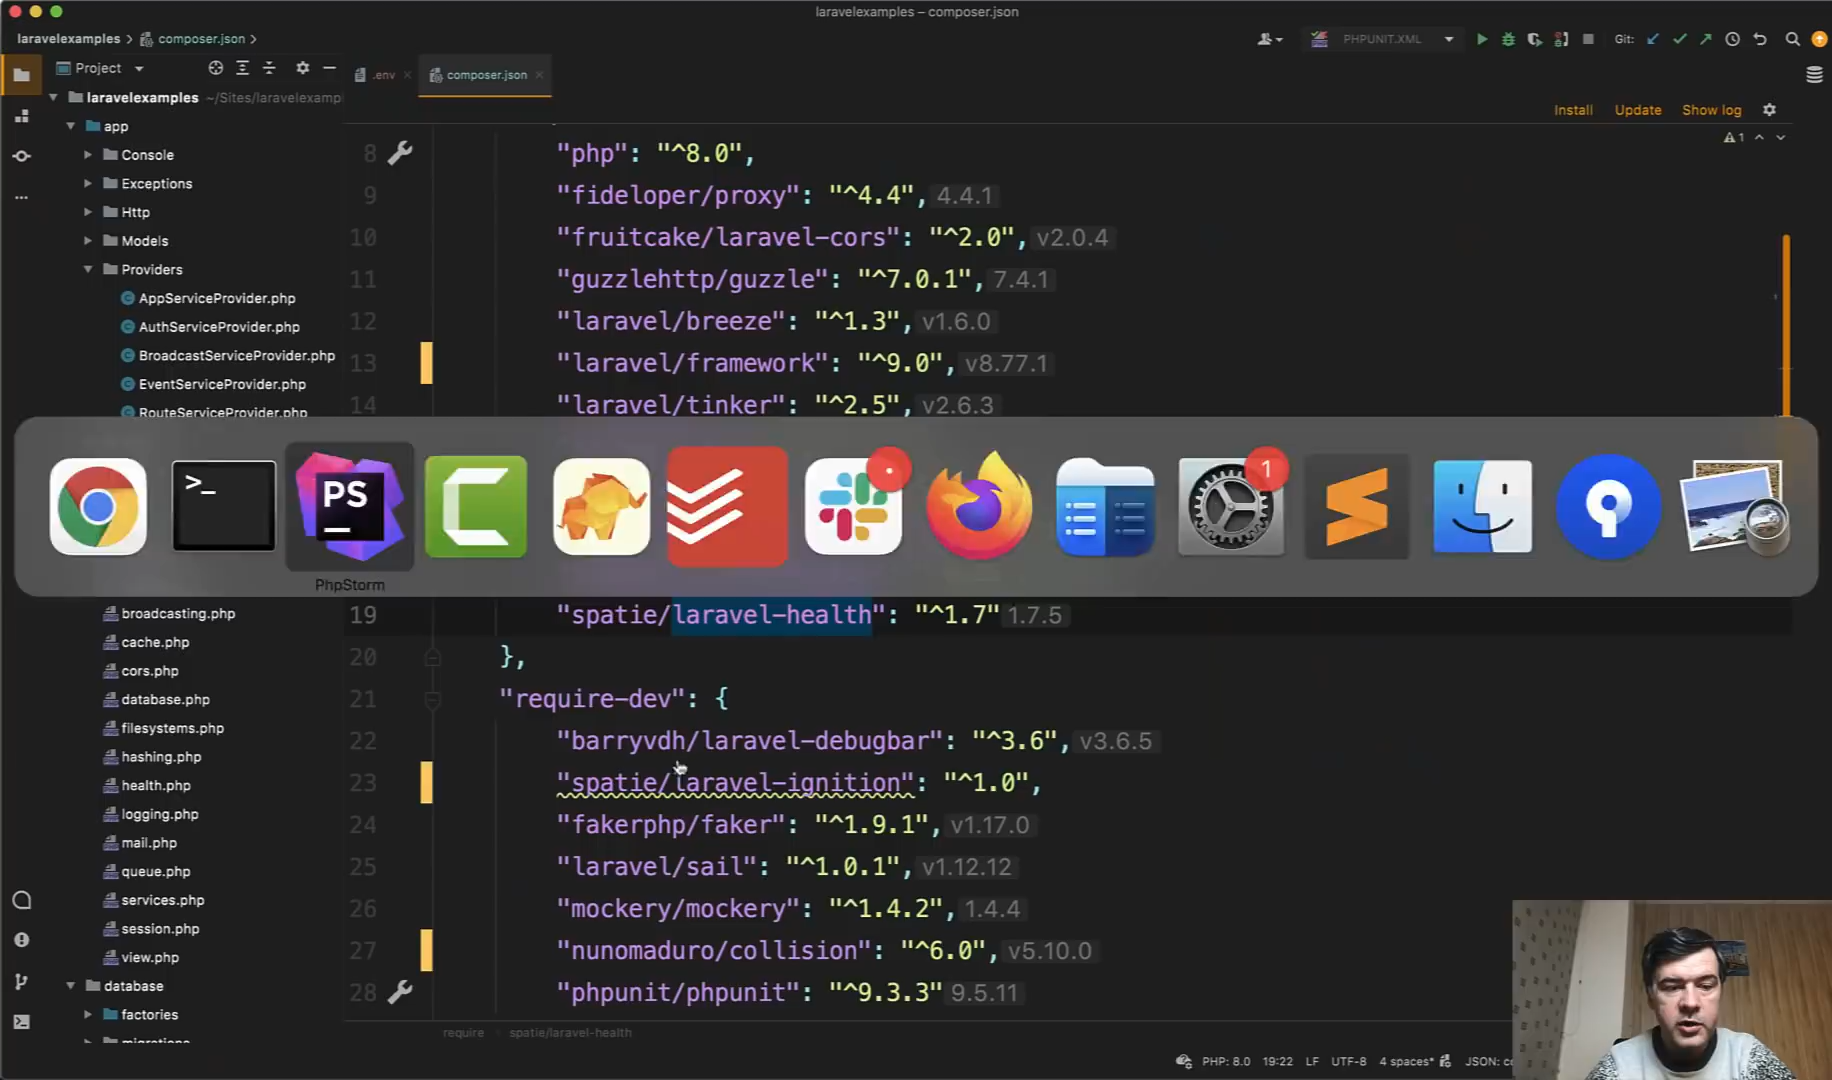 laravelexamples – composer.json
laravelexamples
composer.json
PHPUNIT.XML
Git:
Project
.env
composer.json
Install
Update
Show log
1
laravelexamples ~/Sites/laravelexampl
app
Console
Exceptions
Http
Models
Providers
AppServiceProvider.php
AuthServiceProvider.php
BroadcastServiceProvider.php
EventServiceProvider.php
RouteServiceProvider.php
8 "php": "^8.0",
9 "fideloper/proxy": "^4.4", 4.4.1
10 "fruitcake/laravel-cors": "^2.0", v2.0.4
11 "guzzlehttp/guzzle": "^7.0.1", 7.4.1
12 "laravel/breeze": "^1.3", v1.6.0
13 "laravel/framework": "^9.0", v8.77.1
14 "laravel/tinker": "^2.5", v2.6.3
>_
PS
1
PhpStorm
broadcasting.php
cache.php
cors.php
database.php
filesystems.php
hashing.php
health.php
logging.php
mail.php
queue.php
services.php
session.php
view.php
database
factories
migrations
19 "spatie/laravel-health": "^1.7" 1.7.5
20 },
21 "require-dev": {
22 "barryvdh/laravel-debugbar": "^3.6", v3.6.5
23 "spatie/laravel-ignition": "^1.0",
24 "fakerphp/faker": "^1.9.1", v1.17.0
25 "laravel/sail": "^1.0.1", v1.12.12
26 "mockery/mockery": "^1.4.2", 1.4.4
27 "nunomaduro/collision": "^6.0", v5.10.0
28 "phpunit/phpunit": "^9.3.3" 9.5.11
require
spatie/laravel-health
PHP: 8.0
19:22
LF
UTF-8
4 spaces*
JSON: co